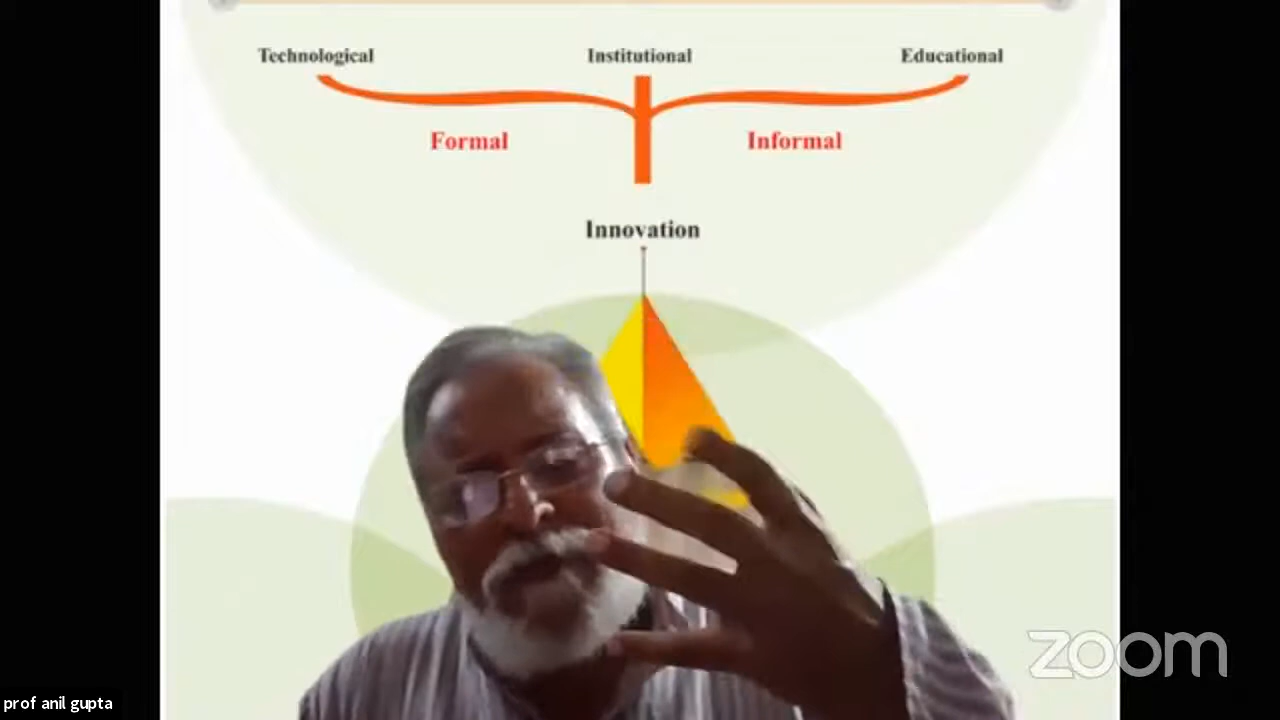 Technological Institutional Educational
Formal Informal
Innovation
zoom
prof anil gupta